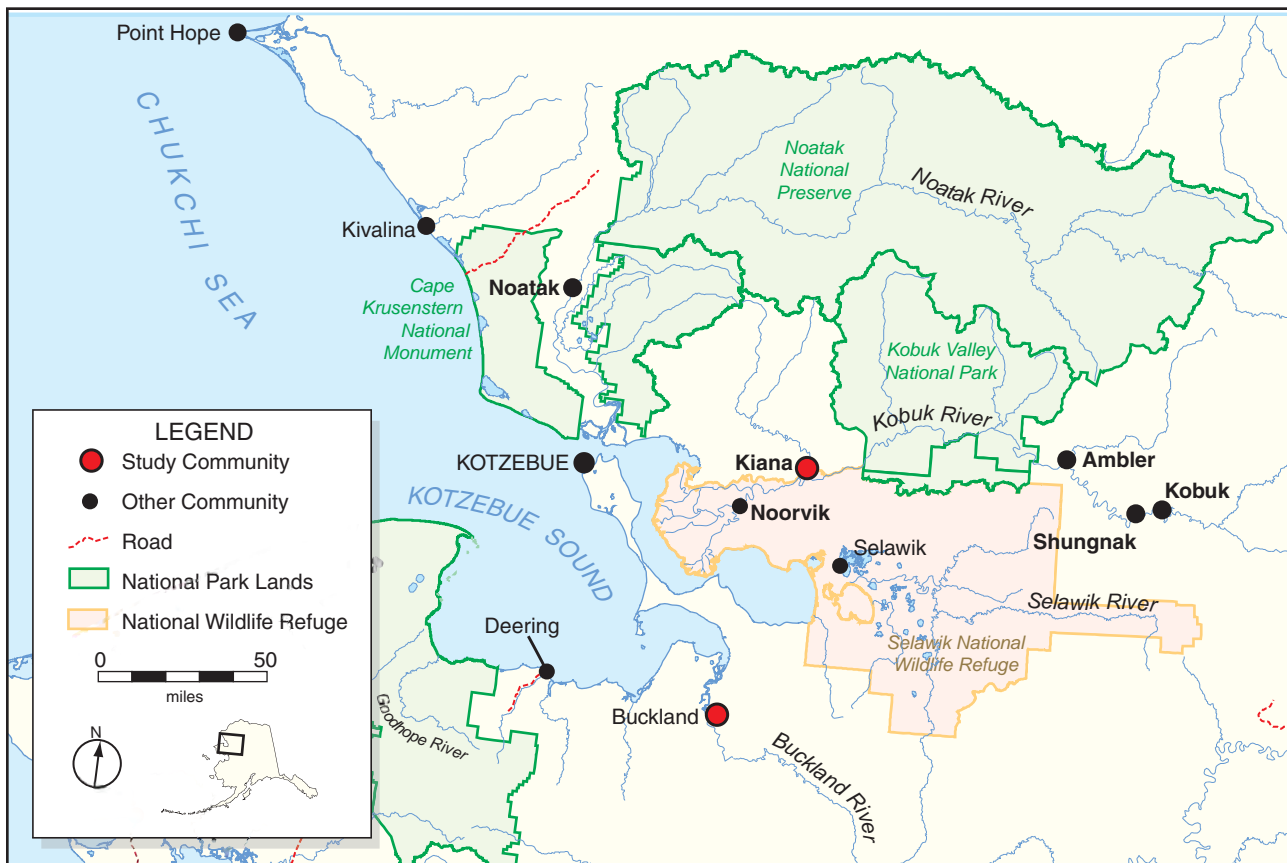 Point Hope
CHUKCHI SEA
Noatak
National
Preserve
Noatak River
Kivalina
Noatak
Cape
Krusenstern
National
Monument
Kobuk Valley
National Park
Kobuk River
KOTZEBUE
Kiana
Ambler
Kobuk
KOTZEBUE SOUND
Noorvik
Shungnak
Selawik
Selawik River
Deering
Selawik National
Wildlife Refuge
Buckland
Goodhope River
Buckland River
LEGEND
Study Community
Other Community
Road
National Park Lands
National Wildlife Refuge
0 50
miles
N